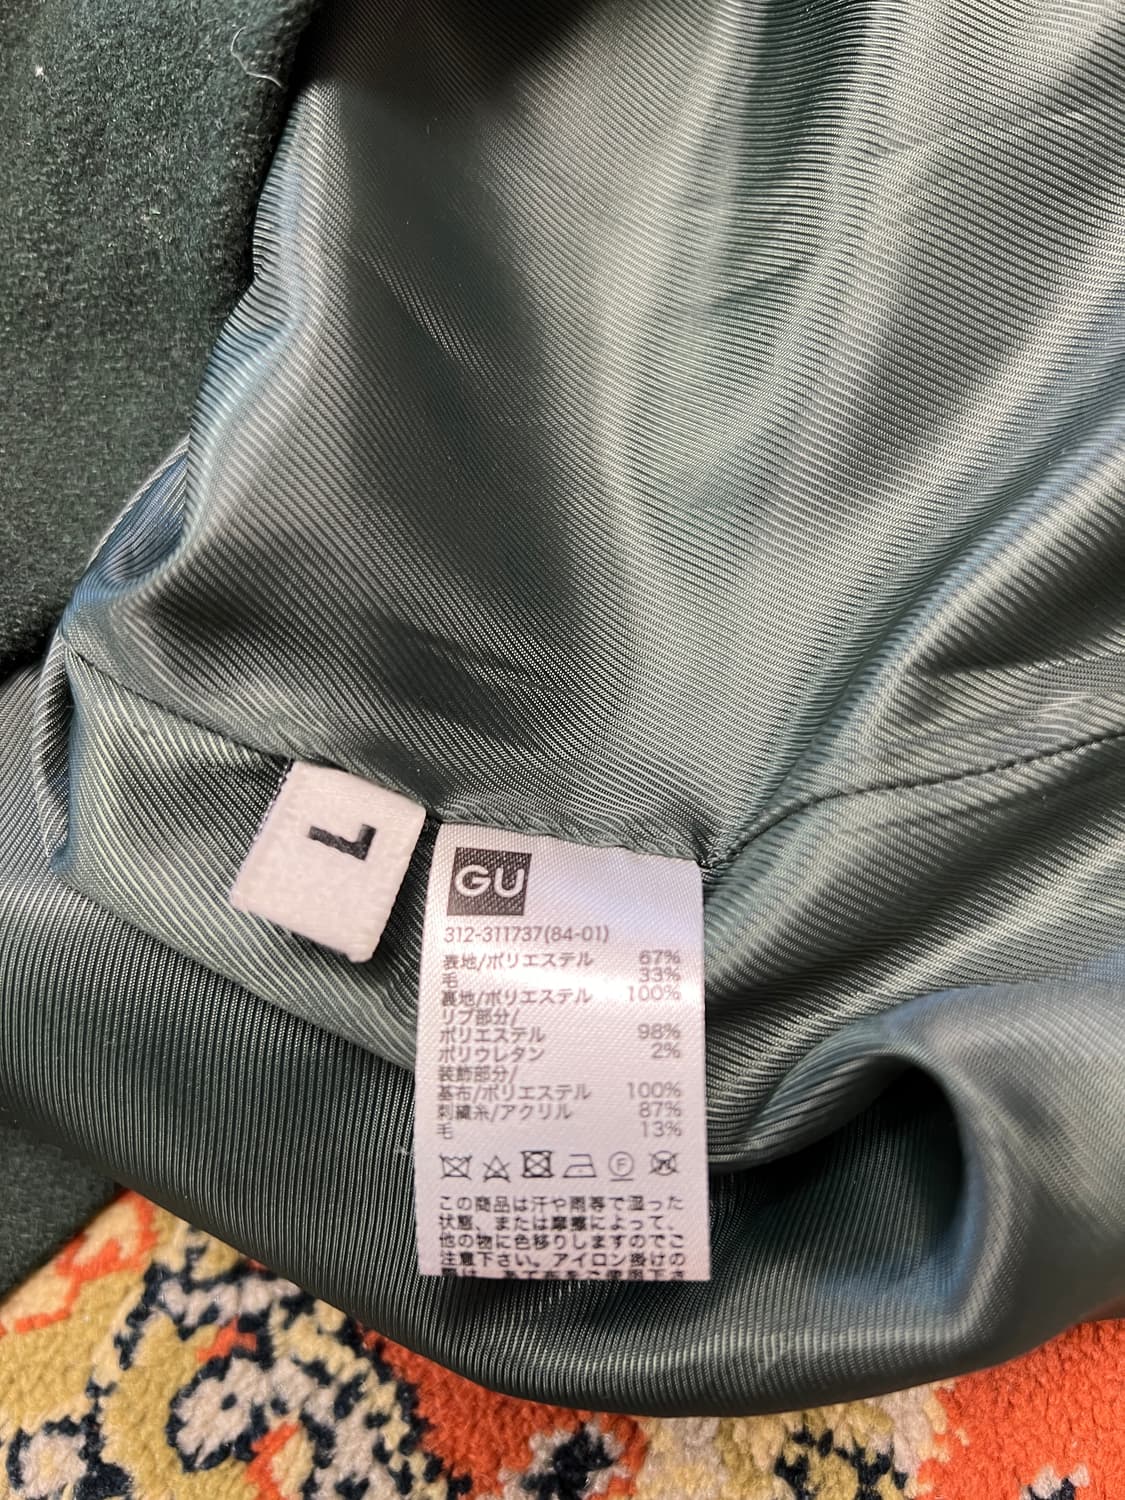 L
GU
312-311737(84-01)
表地/ポリエステル 67%
毛 33%
裏地/ポリエステル 100%
リブ部分/
ポリエステル 98%
ポリウレタン 2%
装飾部分/
基布/ポリエステル 100%
刺繍糸/アクリル 87%
毛 13%
F
この商品は汗や雨等で湿った
状態、または摩擦によって、
他の物に色移りしますのでご
注意下さい。アイロン掛けの